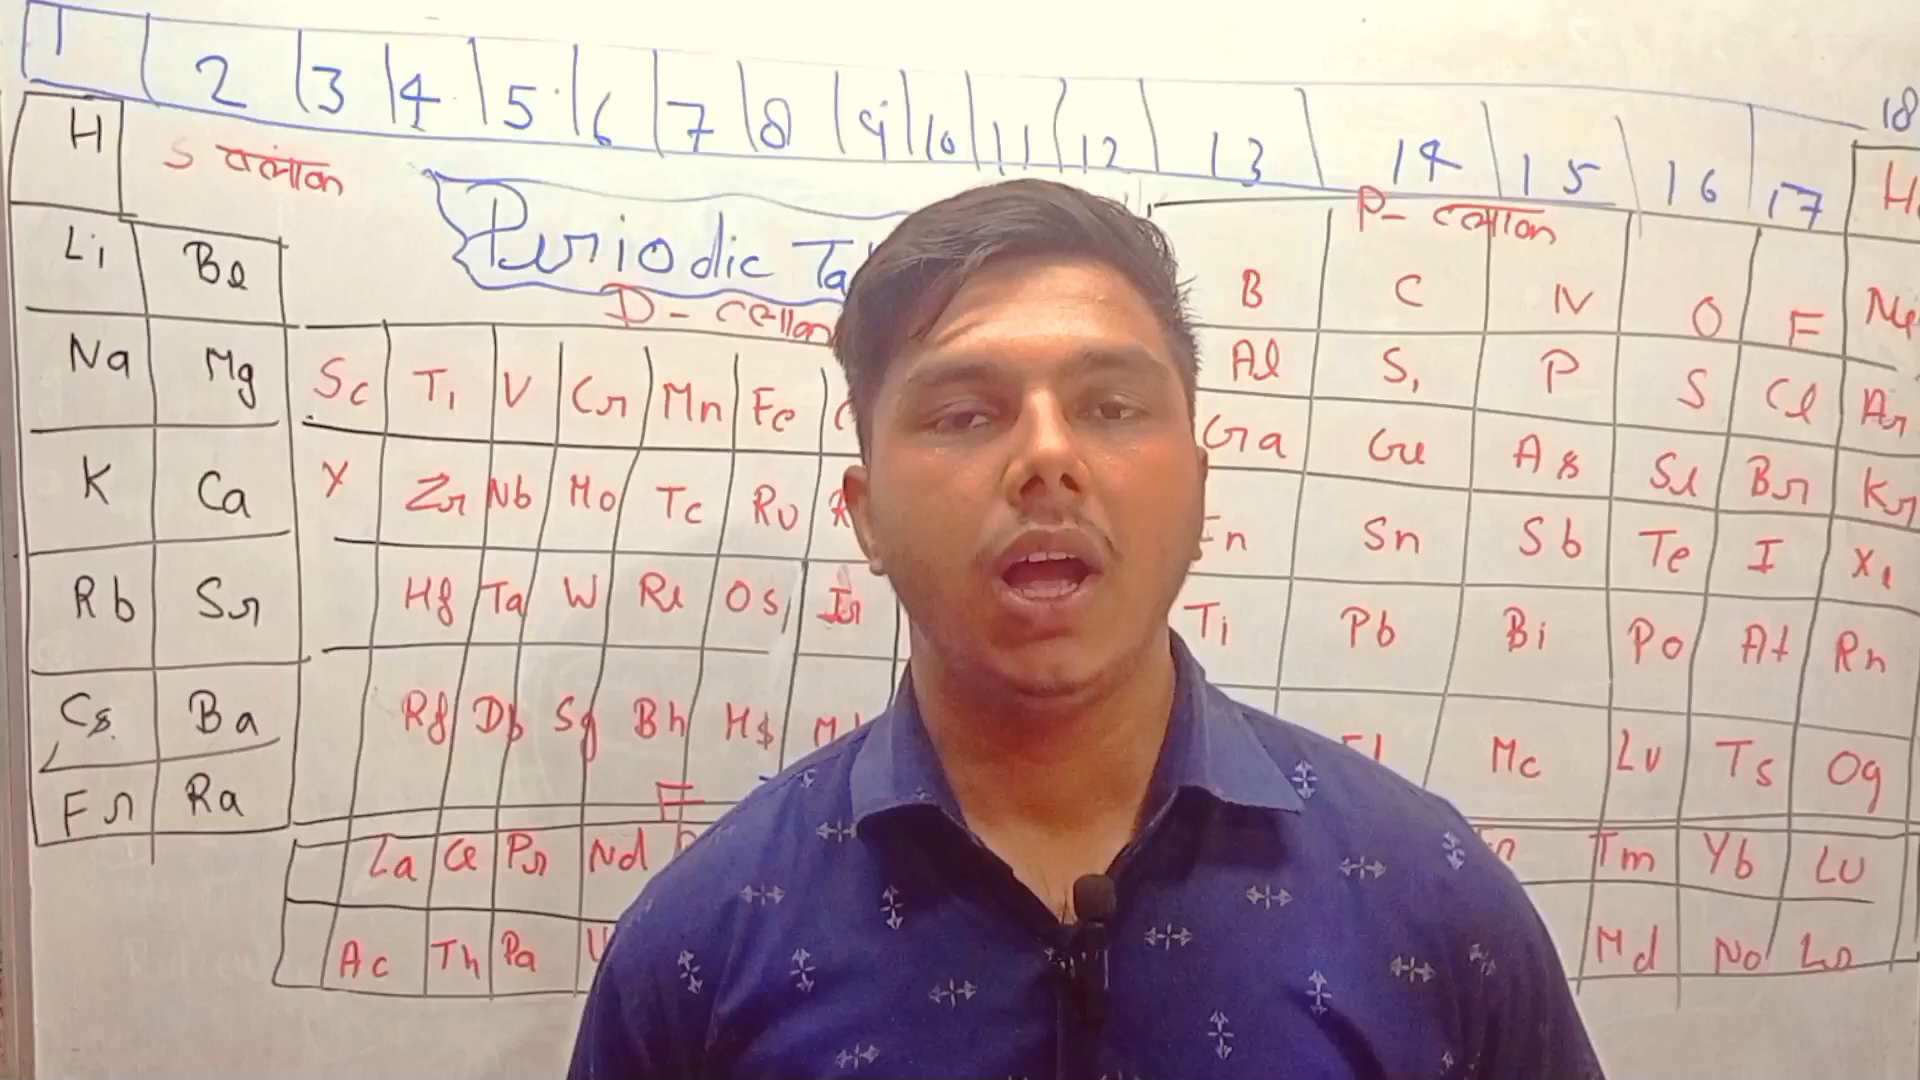 1 2 3 4 5 6 7 8 9 10 11 12 13 14 15 16 17 18
H S ब्लॉक P-
Periodic
D-
Li Be B C N O F Ne
Na Mg Al Si P S Cl Ar
K Ca Sc Ti V Cr Mn Fe Ga Ge As Se Br Kr
Rb Sr Y Zr Nb Mo Tc Ru In Sn Sb Te I Xe
Cs Ba Hf Ta W Re Os Ir Ti Pb Bi Po At Rn
Fr Ra Rf Db Sg Bh Hs Mc Lv Ts Og
F
La Ce Pr Nd Tm Yb Lu
Ac Th Pa Md No Lr